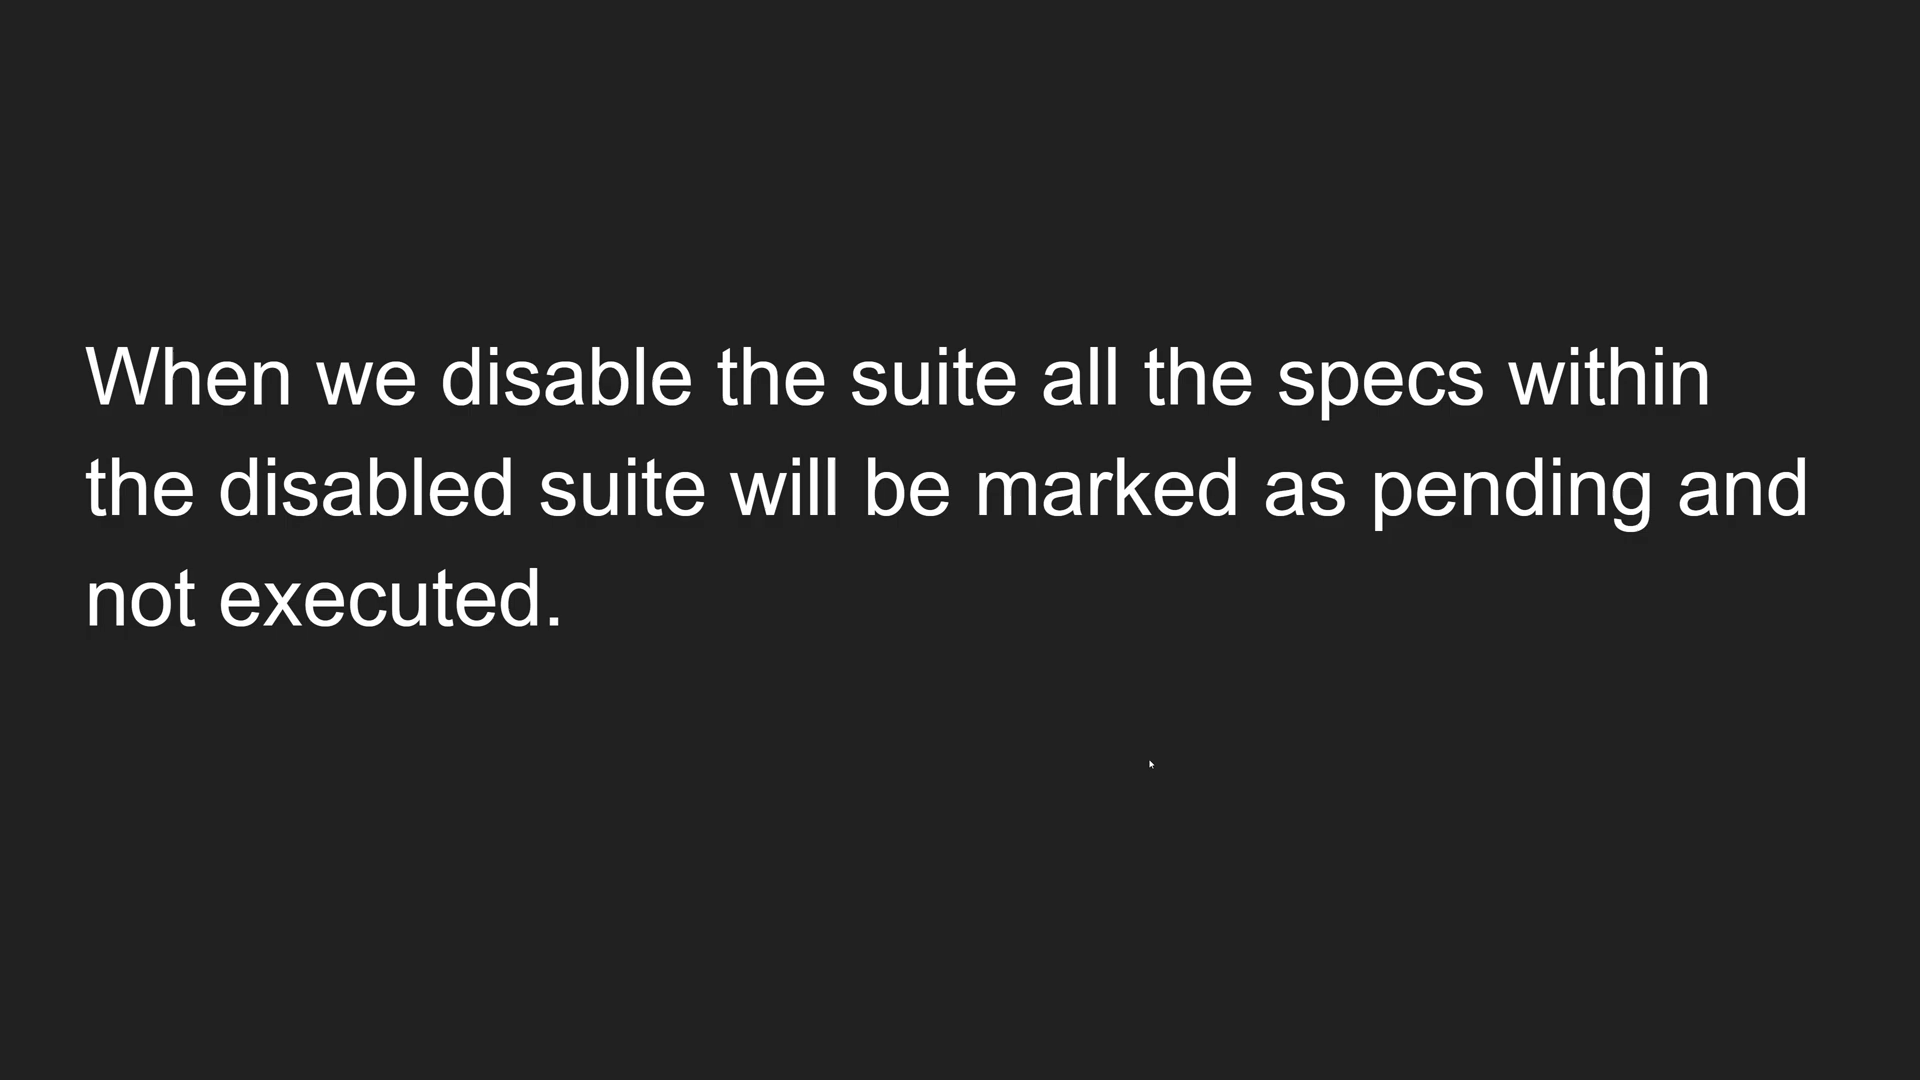 When we disable the suite all the specs within
the disabled suite will be marked as pending and
not executed.